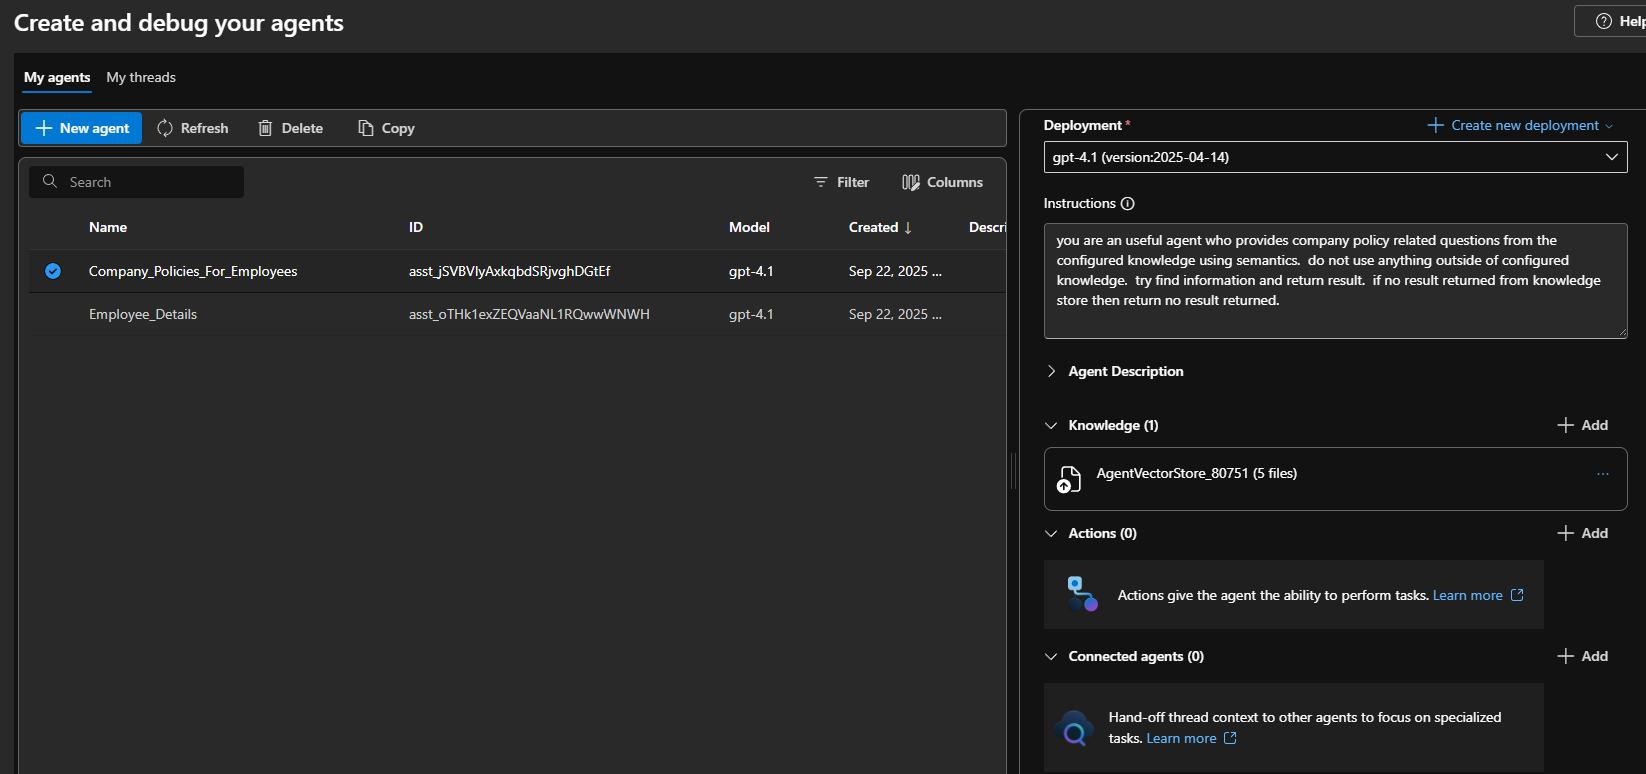 Create and debug your agents
Help
My agents
My threads
New agent
Refresh
Delete
Copy
Search
Filter
Columns
Name ID Model Created ↓ Descri
Company_Policies_For_Employees asst_jSVBVlyAxkqbdSRjvghDGtEf gpt-4.1 Sep 22, 2025 ...
Employee_Details asst_oTHk1exZEQVaaNL1RQwwWNWH gpt-4.1 Sep 22, 2025 ...
Deployment *
Create new deployment
gpt-4.1 (version:2025-04-14)
Instructions
you are an useful agent who provides company policy related questions from the
configured knowledge using semantics. do not use anything outside of configured
knowledge. try find information and return result. if no result returned from knowledge
store then return no result returned.
Agent Description
Knowledge (1)
Add
AgentVectorStore_80751 (5 files)
...
Actions (0)
Add
Actions give the agent the ability to perform tasks. Learn more
Connected agents (0)
Add
Hand-off thread context to other agents to focus on specialized
tasks. Learn more